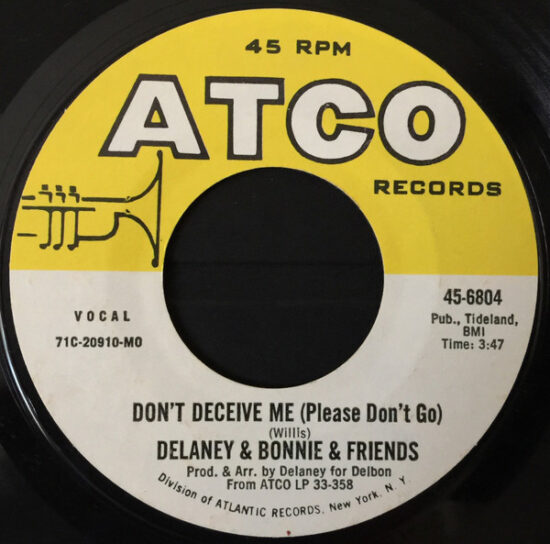 45 RPM
ATCO
RECORDS
VOCAL
71C-20910-MO
45-6804
Pub., Tideland,
BMI
Time: 3:47
DON'T DECEIVE ME (Please Don't Go)
(Willis)
DELANEY & BONNIE & FRIENDS
Prod. & Arr. by Delaney for Delbon
From ATCO LP 33-358
Division of ATLANTIC RECORDS, New York, N. Y.